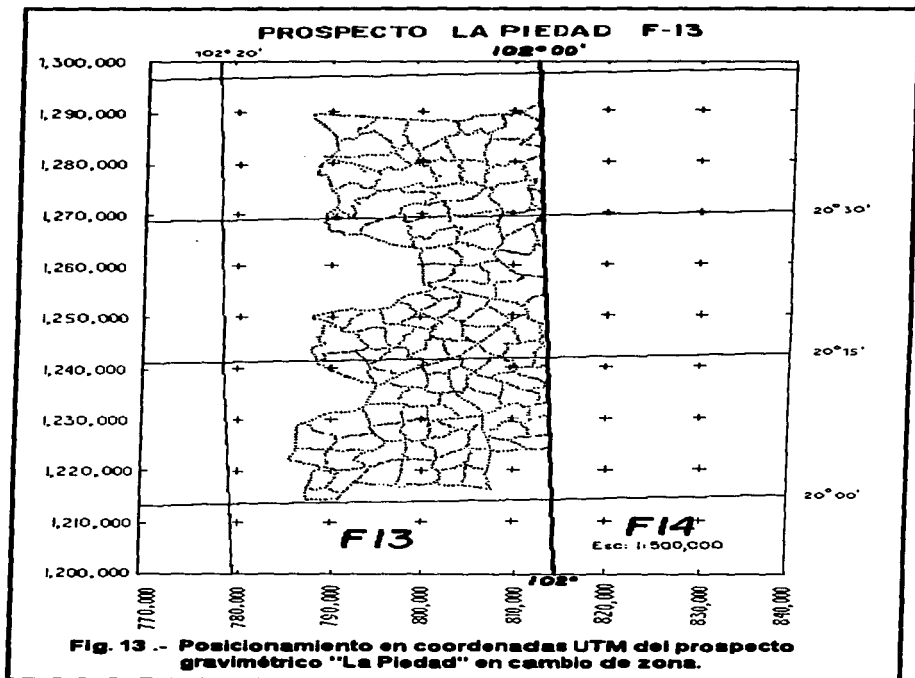 PROSPECTO LA PIEDAD F-13
102° 20' 102° 00'
1,300,000
1,290,000
1,280,000
1,270,000
1,260,000
1,250,000
1,240,000
1,230,000
1,220,000
1,210,000
1,200,000
20° 30'
20° 15'
20° 00'
F13 F14
Esc: 1:500,000
102°
770,000 780,000 790,000 800,000 810,000 820,000 830,000 840,000
Fig. 13 .- Posicionamiento en coordenadas UTM del prospecto
gravimétrico "La Piedad" en cambio de zona.